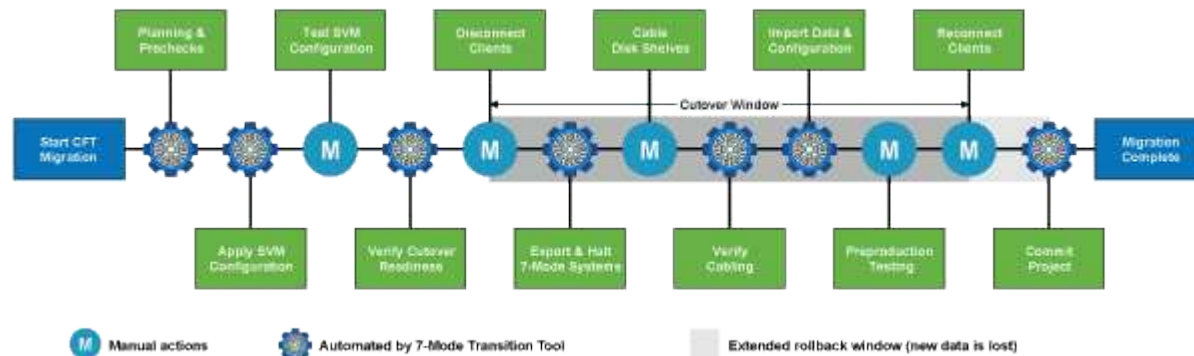 Planning &
Prechecks
Test SVM
Configuration
Disconnect
Clients
Cable
Disk Shelves
Import Data &
Configuration
Reconnect
Clients
Cutover Window
Start CFT
Migration
M
M
M
M
M
Migration
Complete
Apply SVM
Configuration
Verify Cutover
Readiness
Export & Halt
7-Mode Systems
Verify
Cabling
Preproduction
Testing
Commit
Project
M Manual actions
Automated by 7-Mode Transition Tool
Extended rollback window (new data is lost)